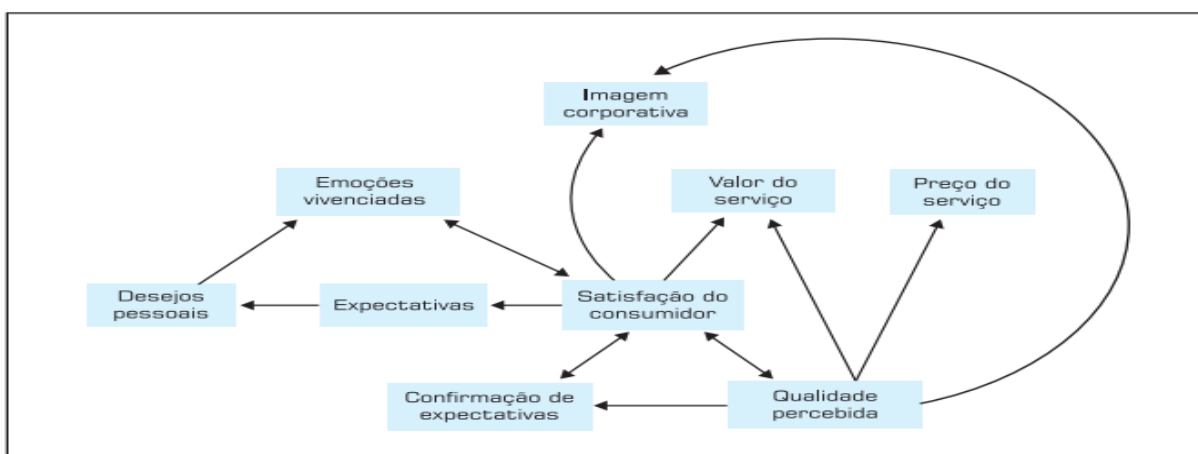 Imagem
corporativa
Emoções
vivenciadas
Valor do
serviço
Preço do
serviço
Desejos
pessoais
Expectativas
Satisfação do
consumidor
Confirmação de
expectativas
Qualidade
percebida